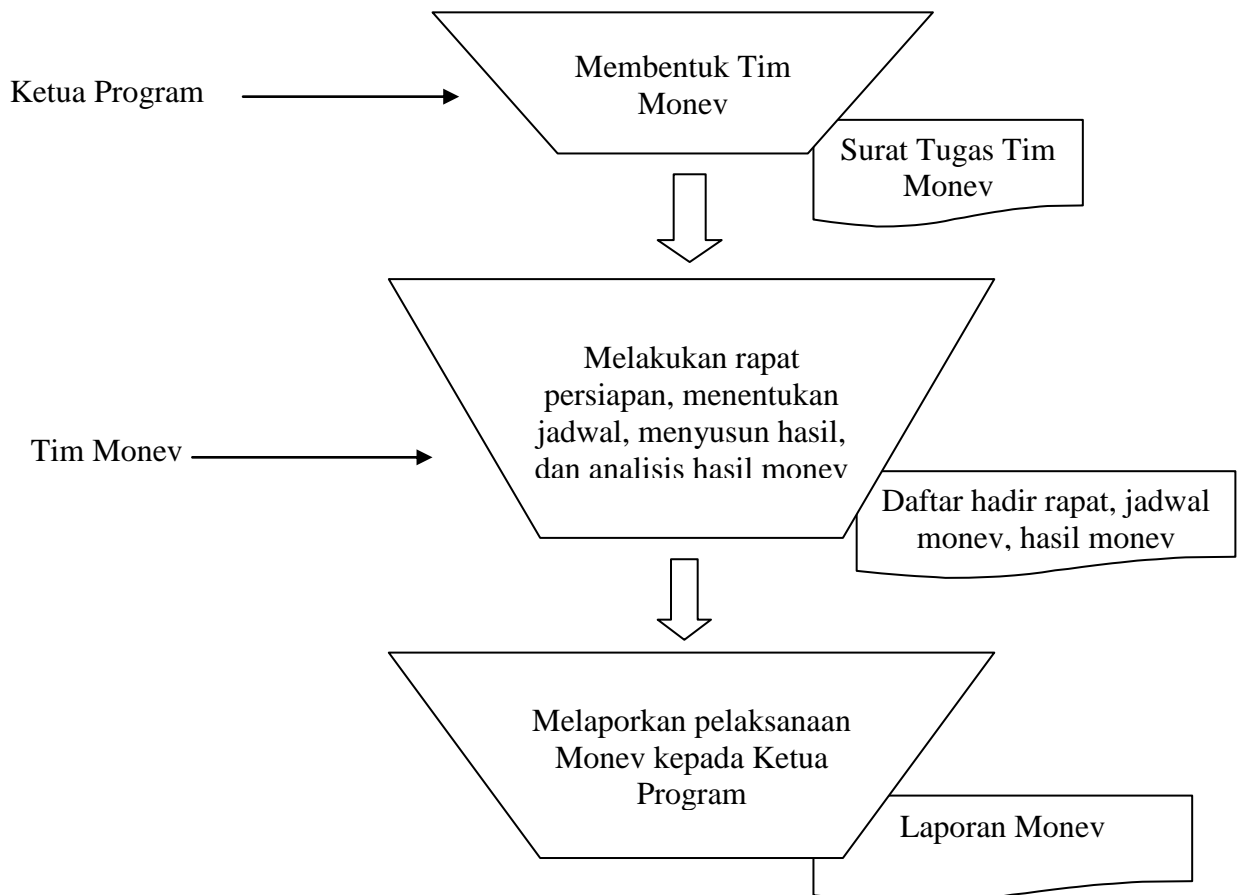 Ketua Program
Membentuk Tim
Monev
Surat Tugas Tim
Monev
Tim Monev
Melakukan rapat
persiapan, menentukan
jadwal, menyusun hasil,
dan analisis hasil monev
Daftar hadir rapat, jadwal
monev, hasil monev
Melaporkan pelaksanaan
Monev kepada Ketua
Program
Laporan Monev